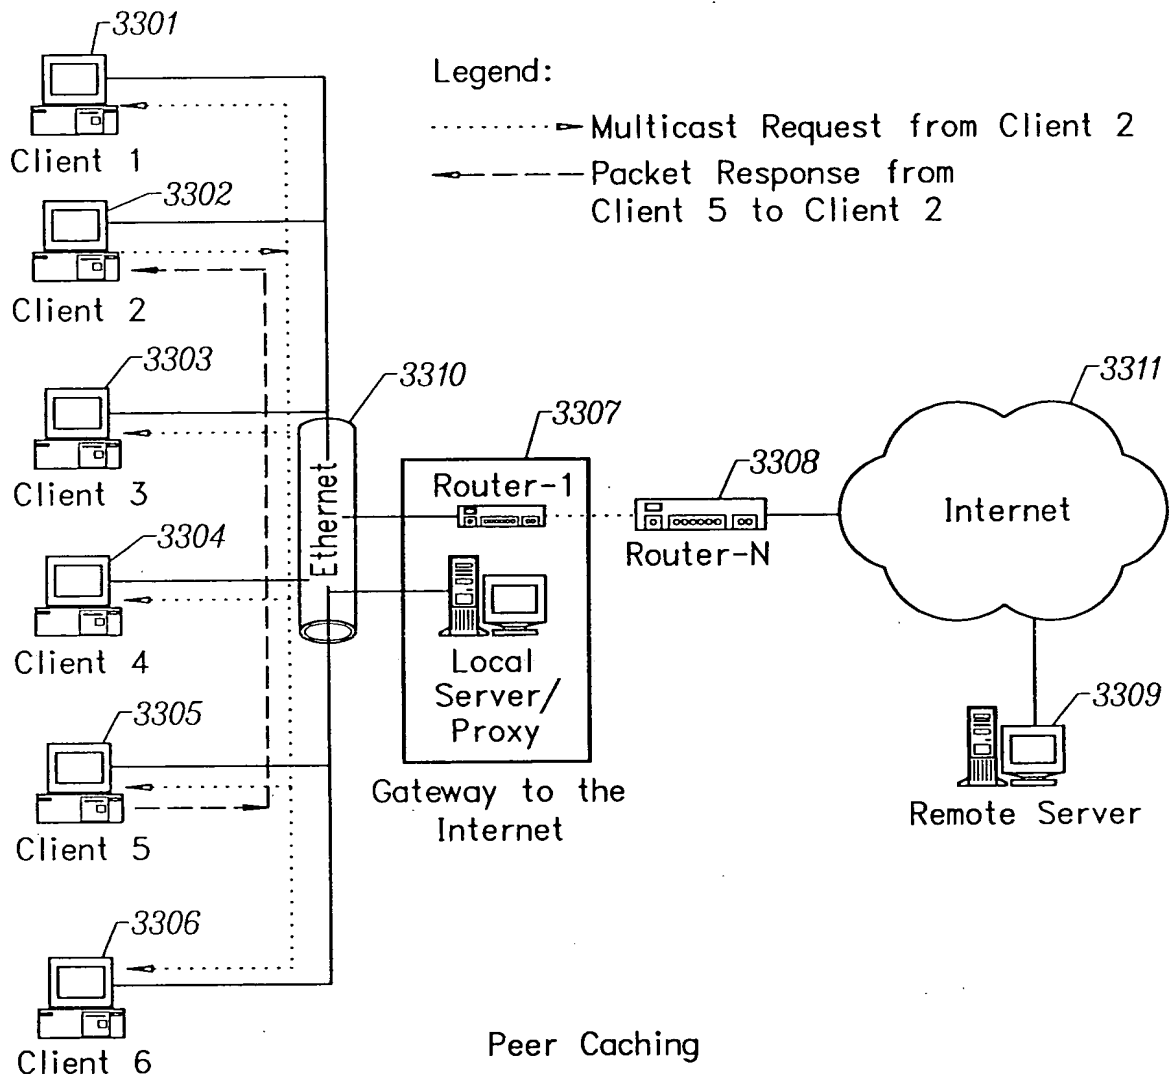 3301
Client 1
Legend:
Multicast Request from Client 2
Packet Response from
Client 5 to Client 2
3302
Client 2
3303
Client 3
3310
Ethernet
3307
Router-1
3308
Router-N
3311
Internet
3304
Client 4
Local
Server/
Proxy
Gateway to the
Internet
3309
Remote Server
3305
Client 5
3306
Client 6
Peer Caching